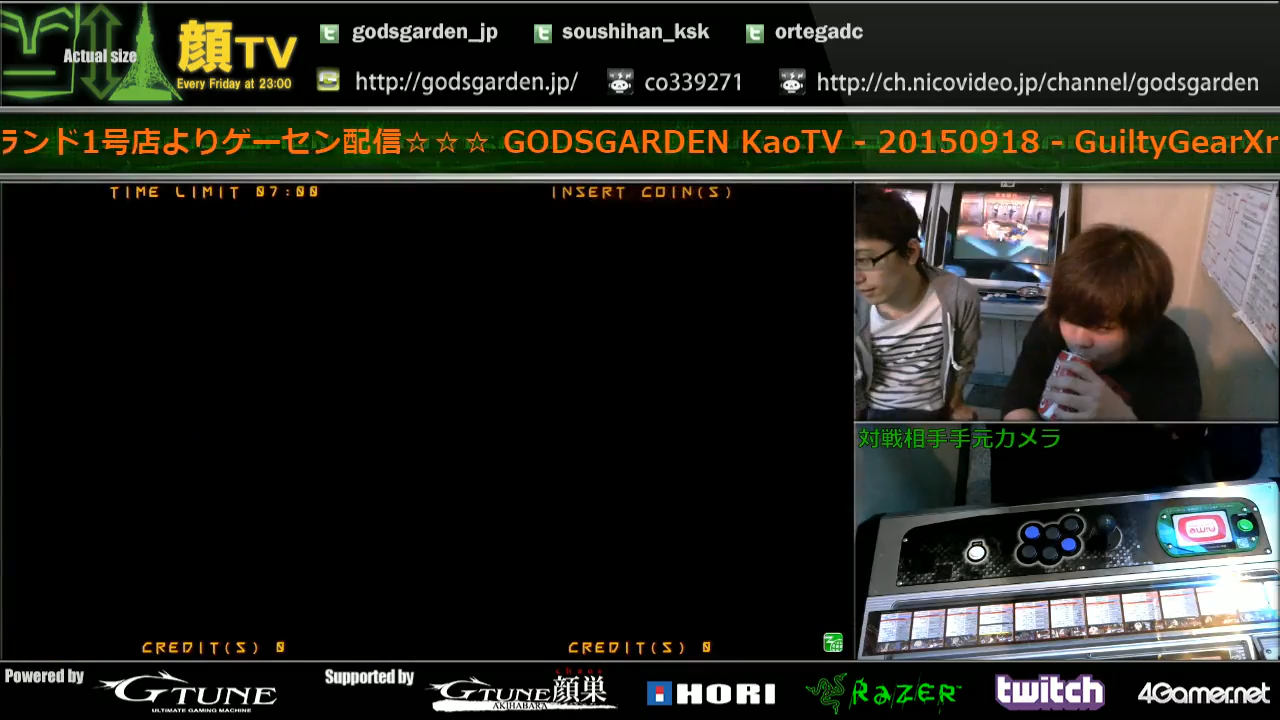 Actual size
顔TV
Every Friday at 23:00
godsgarden_jp
soushihan_ksk
ortegadc
http://godsgarden.jp/
co339271
http://ch.nicovideo.jp/channel/godsgarden
ランド1号店よりゲーセン配信☆☆☆ GODSGARDEN KaoTV - 20150918 - GuiltyGearXr
TIME LIMIT 07:00
INSERT COIN(S)
対戦相手手元カメラ
CREDIT(S) 0
CREDIT(S) 0
Powered by
GTUNE
ULTIMATE GAMING MACHINE
Supported by
GTUNE
AKIHABARA
chaos
顔巣
HORI
RAZER
twitch
4Gamer.net